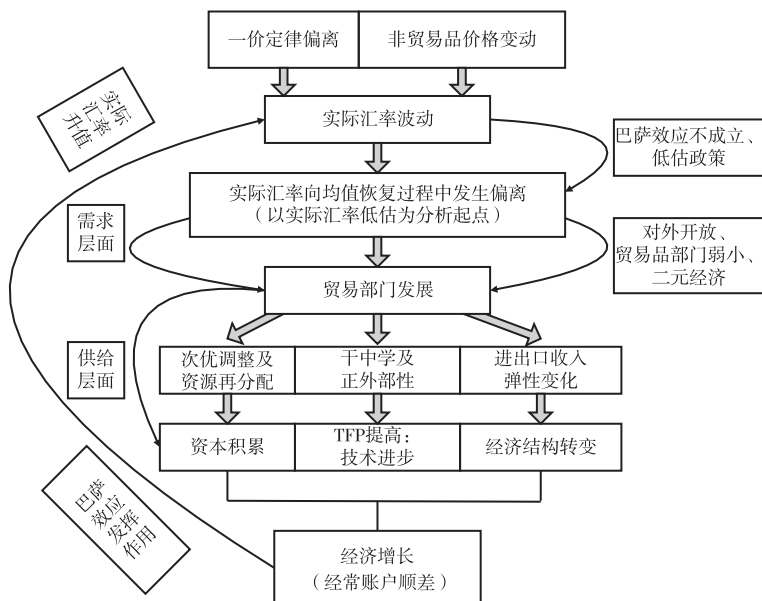 一价定律偏离
非贸易品价格变动
实际
汇率
升值
实际汇率波动
巴萨效应不成立、
低估政策
实际汇率向均值恢复过程中发生偏离
（以实际汇率低估为分析起点）
需求
层面
对外开放、
贸易品部门弱小、
二元经济
贸易部门发展
供给
层面
次优调整及
资源再分配
干中学及
正外部性
进出口收入
弹性变化
资本积累
TFP提高：
技术进步
经济结构转变
巴萨
效应
发挥
作用
经济增长
（经常账户顺差）